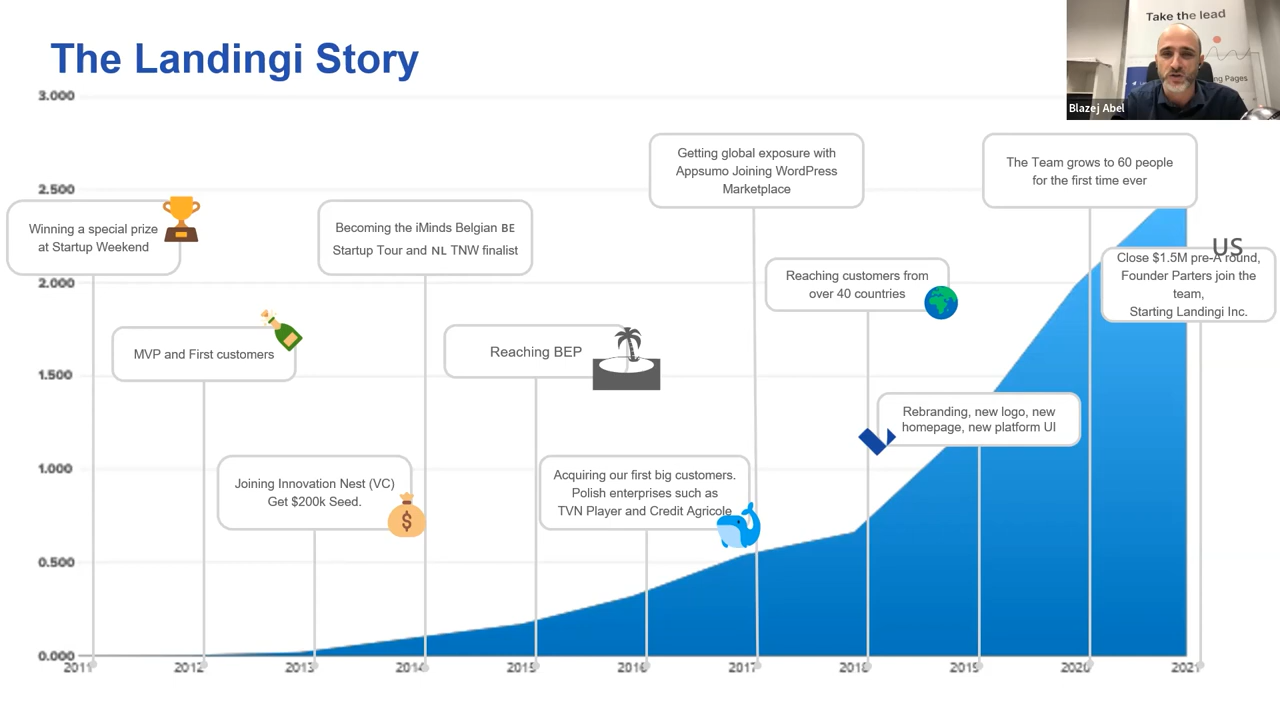 The Landingi Story
Take the lead
ng Pages
Blazej Abel
3.000
2.500
2.000
1.500
1.000
0.500
0.000
Winning a special prize
at Startup Weekend
MVP and First customers
Joining Innovation Nest (VC)
Get $200k Seed.
Becoming the iMinds Belgian BE
Startup Tour and NL TNW finalist
Reaching BEP
Acquiring our first big customers.
Polish enterprises such as
TVN Player and Credit Agricole
Getting global exposure with
Appsumo Joining WordPress
Marketplace
Reaching customers from
over 40 countries
Rebranding, new logo, new
homepage, new platform UI
The Team grows to 60 people
for the first time ever
US
Close $1.5M pre-A round,
Founder Parters join the
team,
Starting Landingi Inc.
2011
2012
2013
2014
2015
2016
2017
2018
2019
2020
2021